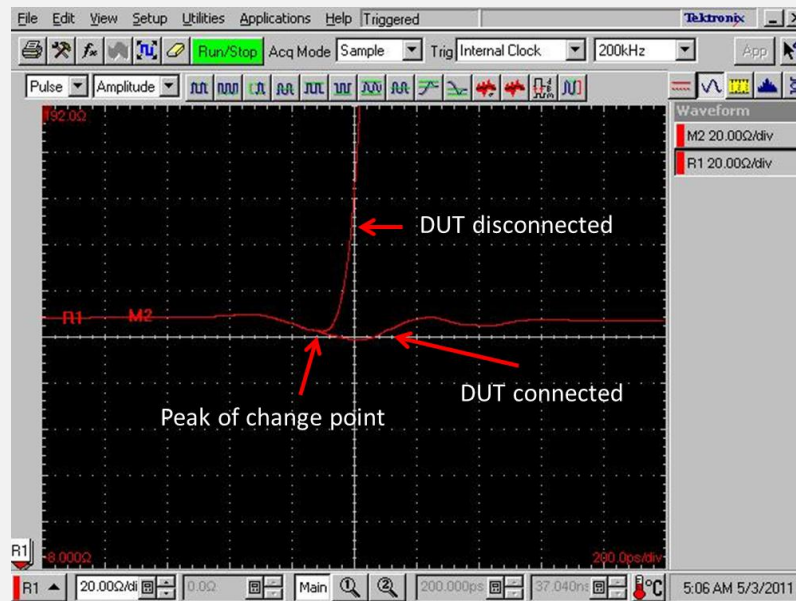 File Edit View Setup Utilities Applications Help Triggered Tektronix
Run/Stop Acq Mode Sample Trig Internal Clock 200kHz App
Pulse Amplitude
Waveform
M2 20.00Ω/div
R1 20.00Ω/div
92.0Ω
DUT disconnected
R1 M2
DUT connected
Peak of change point
R1
-8.000Ω 200.0ps/div
R1 20.00Ω/di 0.0Ω Main 1 2 200.000ps 37.040ns °C 5:06 AM 5/3/2011